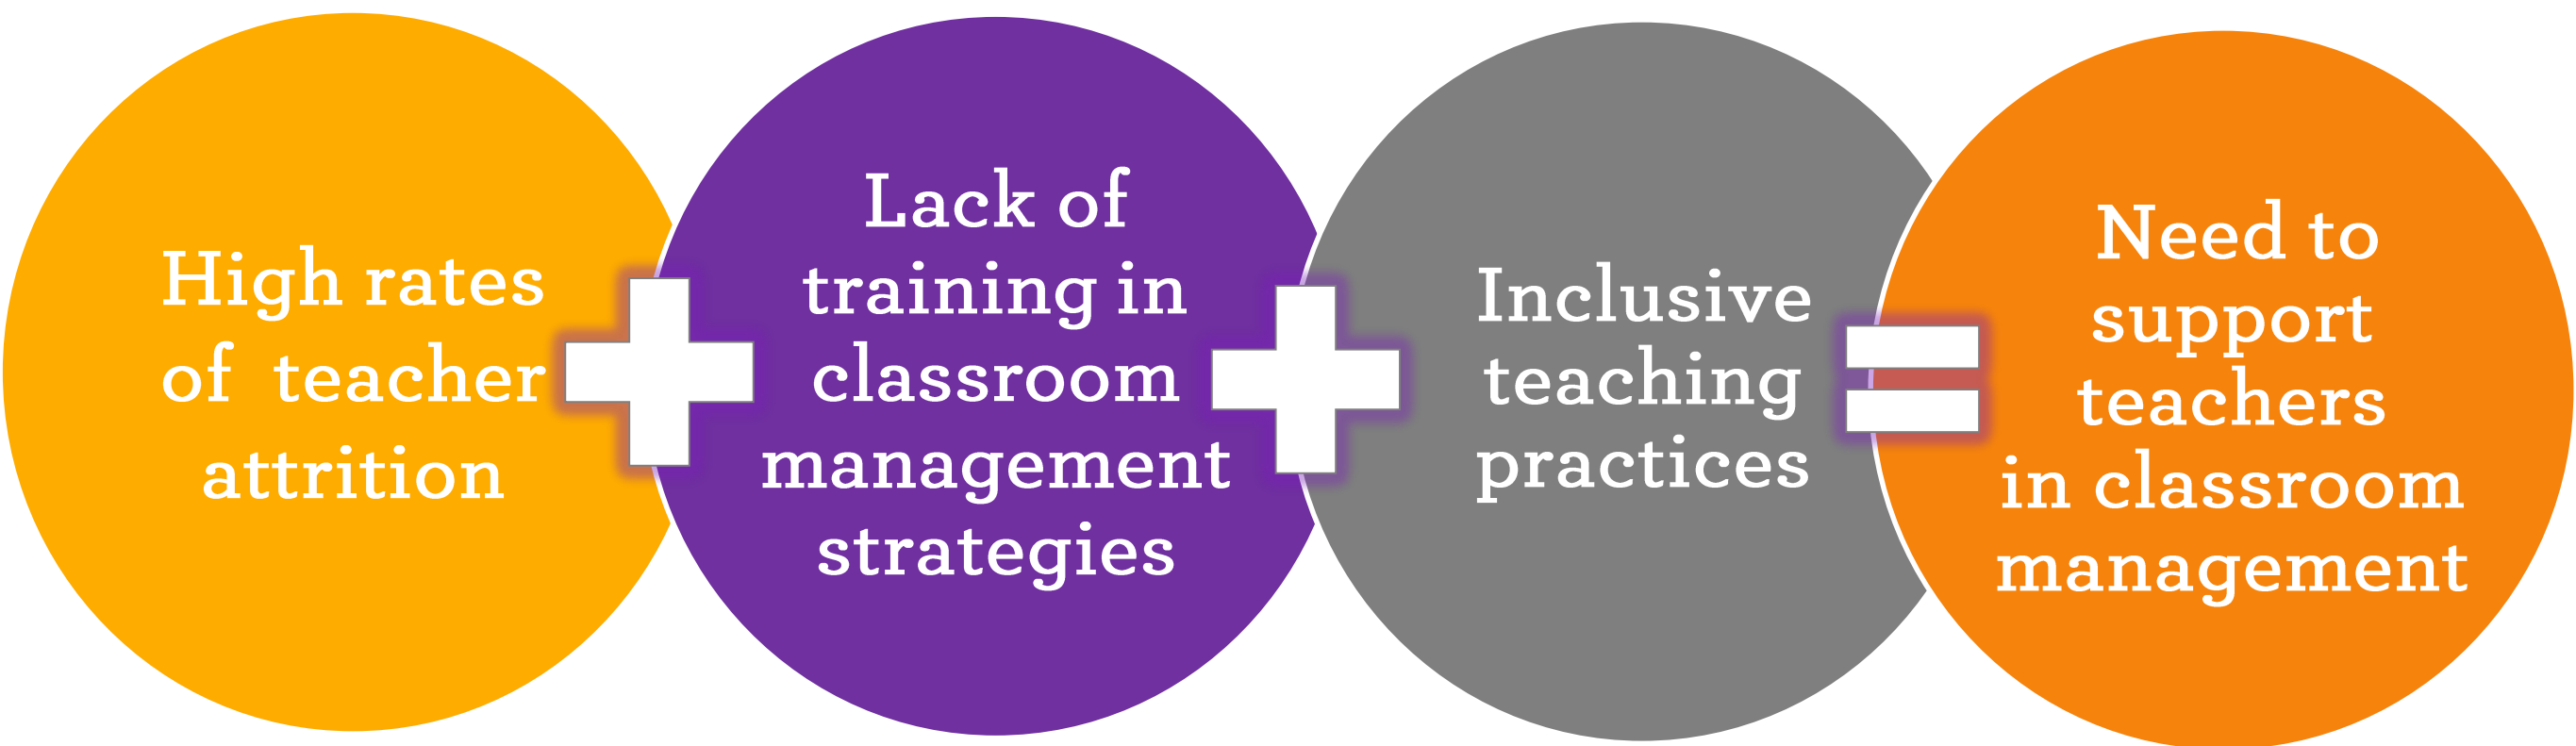 High rates
of teacher
attrition
Lack of
training in
classroom
management
strategies
Inclusive
teaching
practices
Need to
support
teachers
in classroom
management